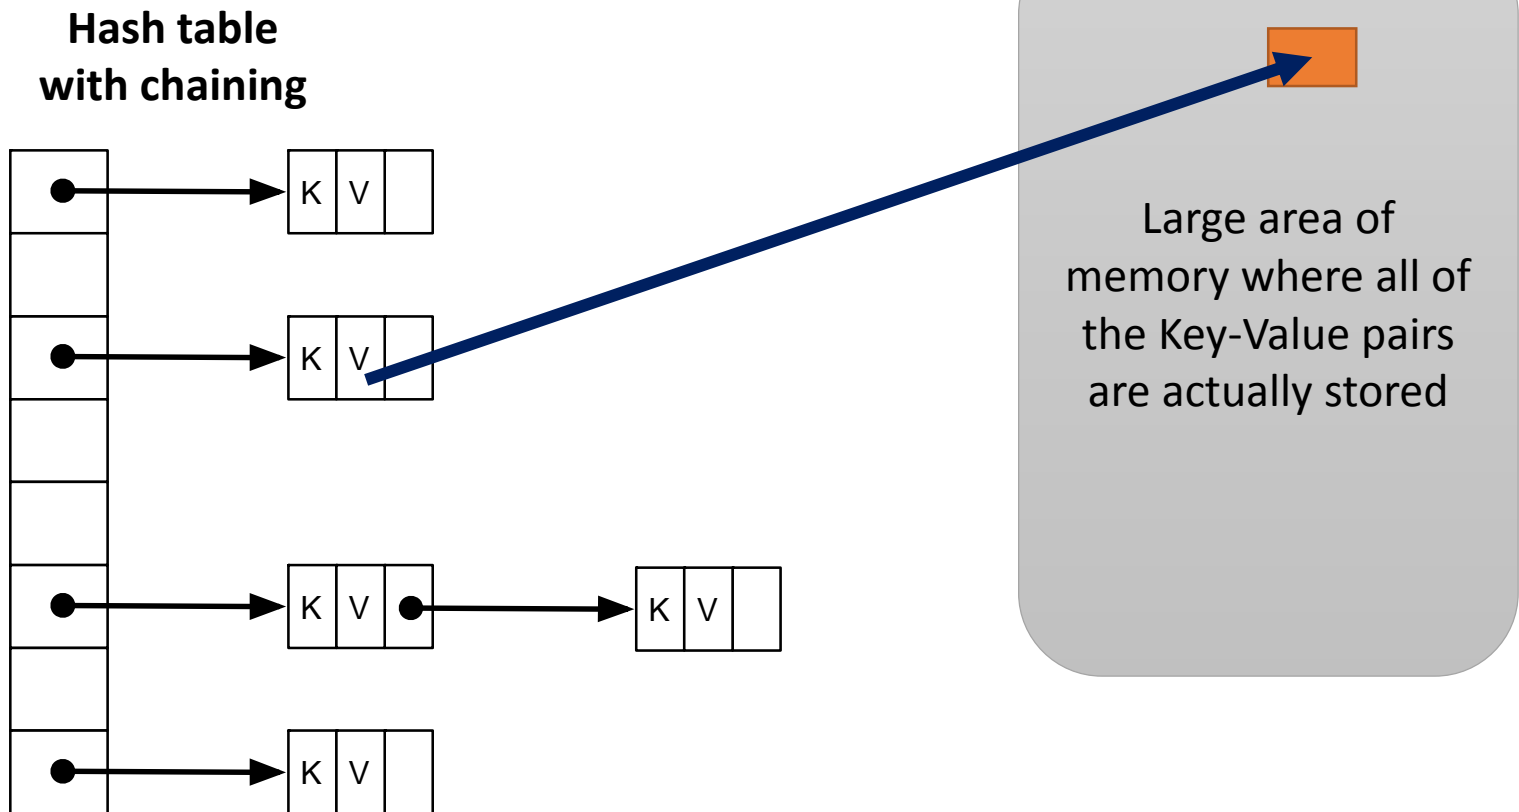 Hash table
with chaining
K V
Large area of
memory where all of
the Key-Value pairs
are actually stored
K V
K V K V
K V